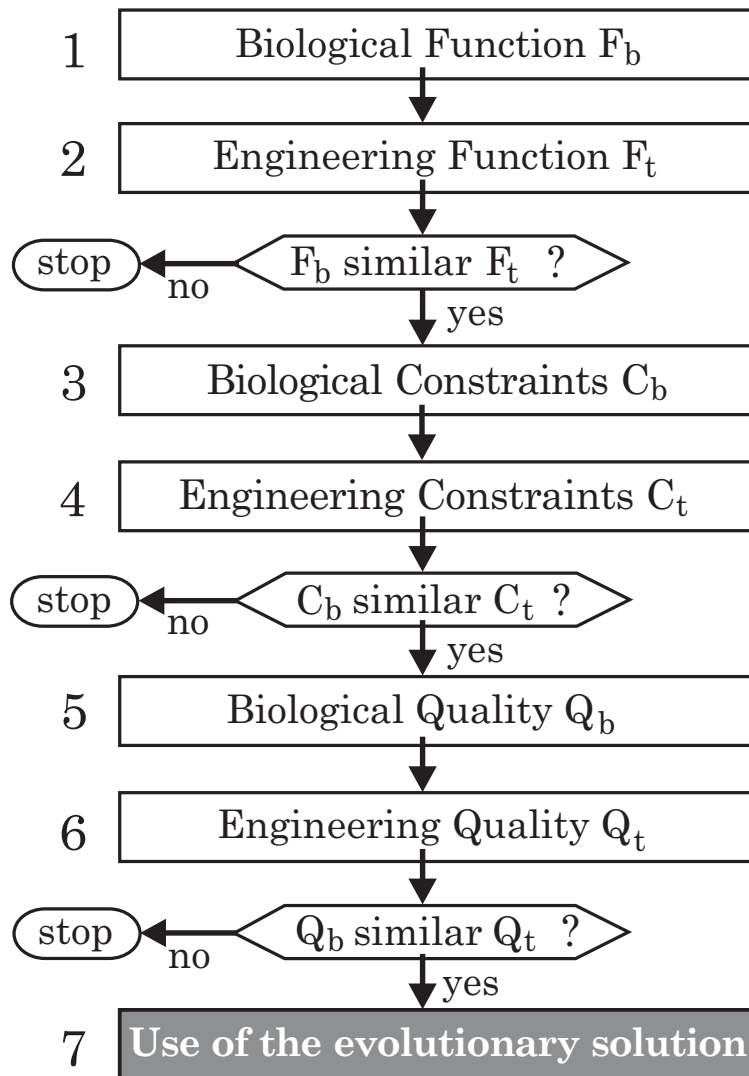 1 Biological Function F_b
2 Engineering Function F_t
F_b similar F_t ?
stop
no
yes
3 Biological Constraints C_b
4 Engineering Constraints C_t
C_b similar C_t ?
stop
no
yes
5 Biological Quality Q_b
6 Engineering Quality Q_t
Q_b similar Q_t ?
stop
no
yes
7 Use of the evolutionary solution